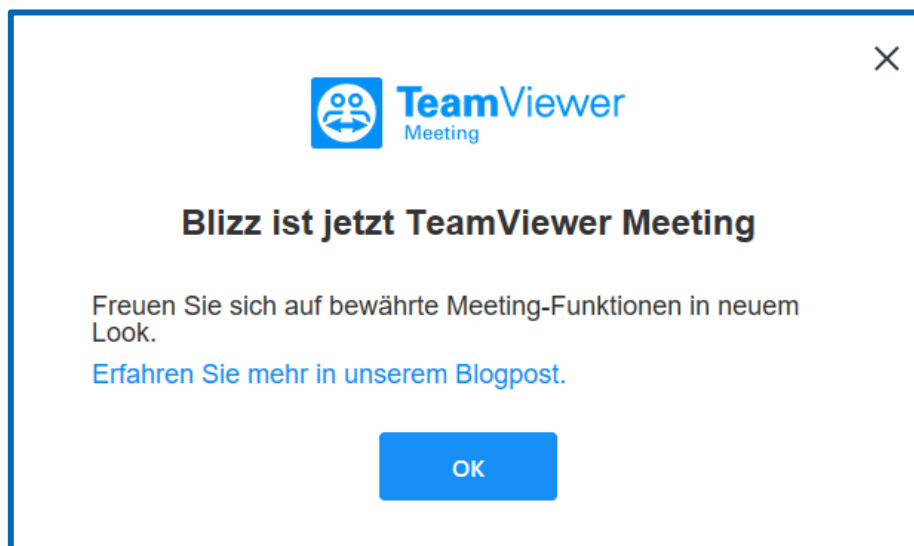 TeamViewer
Meeting
Blizz ist jetzt TeamViewer Meeting
Freuen Sie sich auf bewährte Meeting-Funktionen in neuem
Look.
Erfahren Sie mehr in unserem Blogpost.
OK